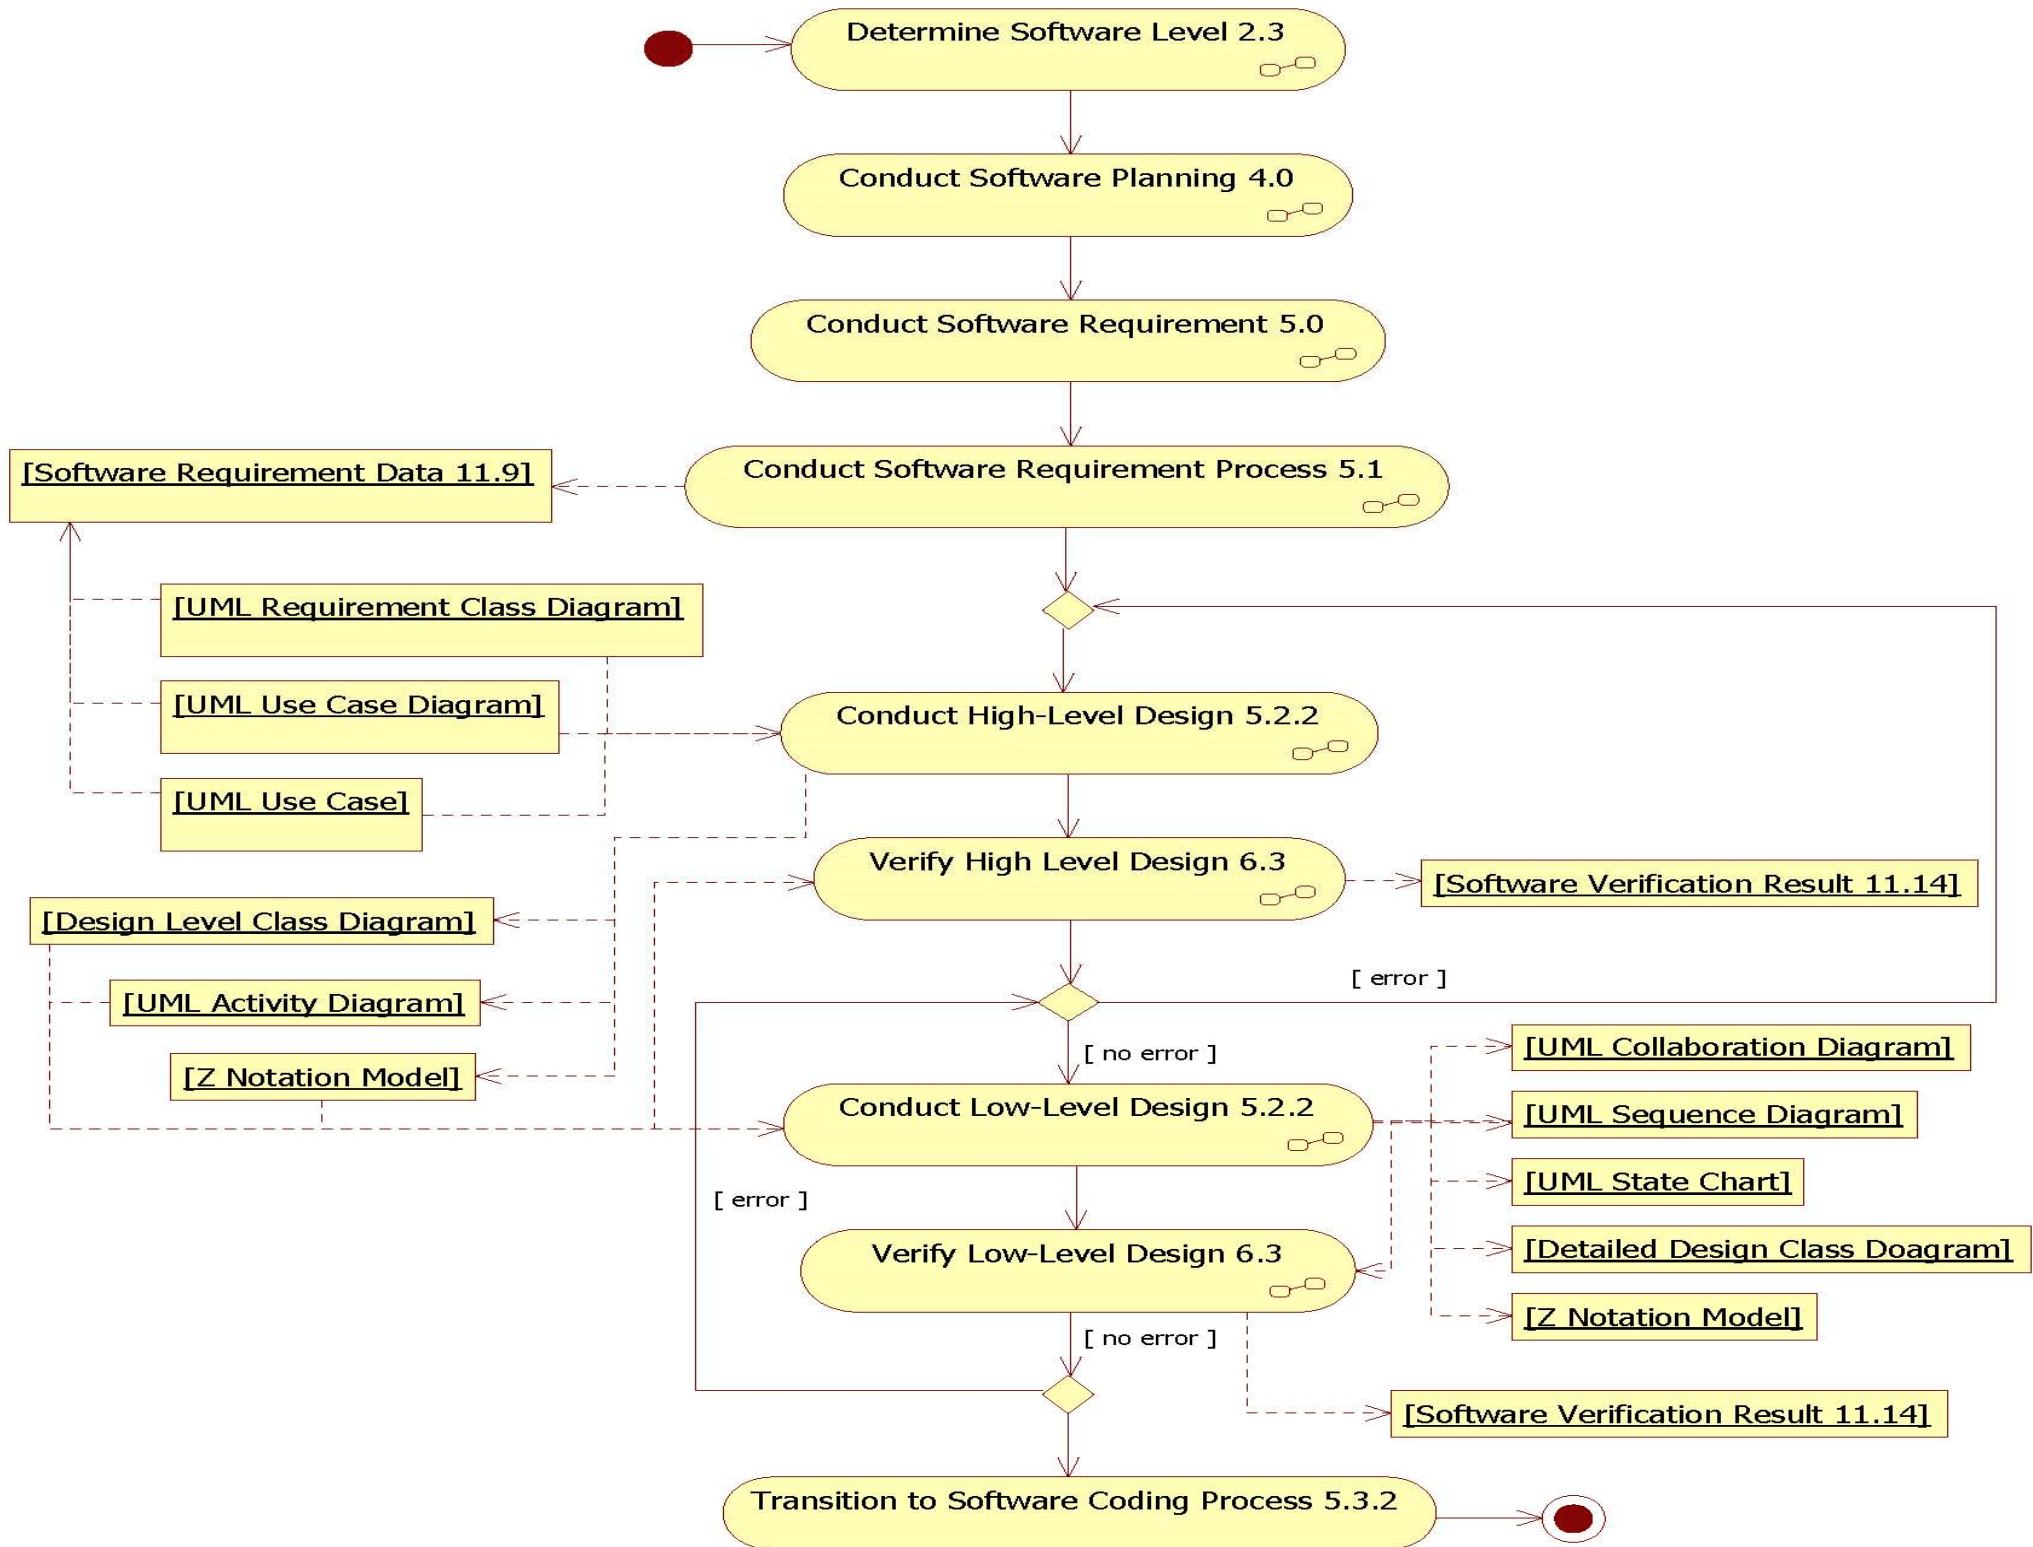 Determine Software Level 2.3
Conduct Software Planning 4.0
Conduct Software Requirement 5.0
[Software Requirement Data 11.9]
Conduct Software Requirement Process 5.1
[UML Requirement Class Diagram]
[UML Use Case Diagram]
Conduct High-Level Design 5.2.2
[UML Use Case]
Verify High Level Design 6.3
[Software Verification Result 11.14]
[Design Level Class Diagram]
[ error ]
[UML Activity Diagram]
[ no error ]
[UML Collaboration Diagram]
[Z Notation Model]
Conduct Low-Level Design 5.2.2
[UML Sequence Diagram]
[UML State Chart]
[ error ]
[Detailed Design Class Doagram]
Verify Low-Level Design 6.3
[Z Notation Model]
[ no error ]
[Software Verification Result 11.14]
Transition to Software Coding Process 5.3.2